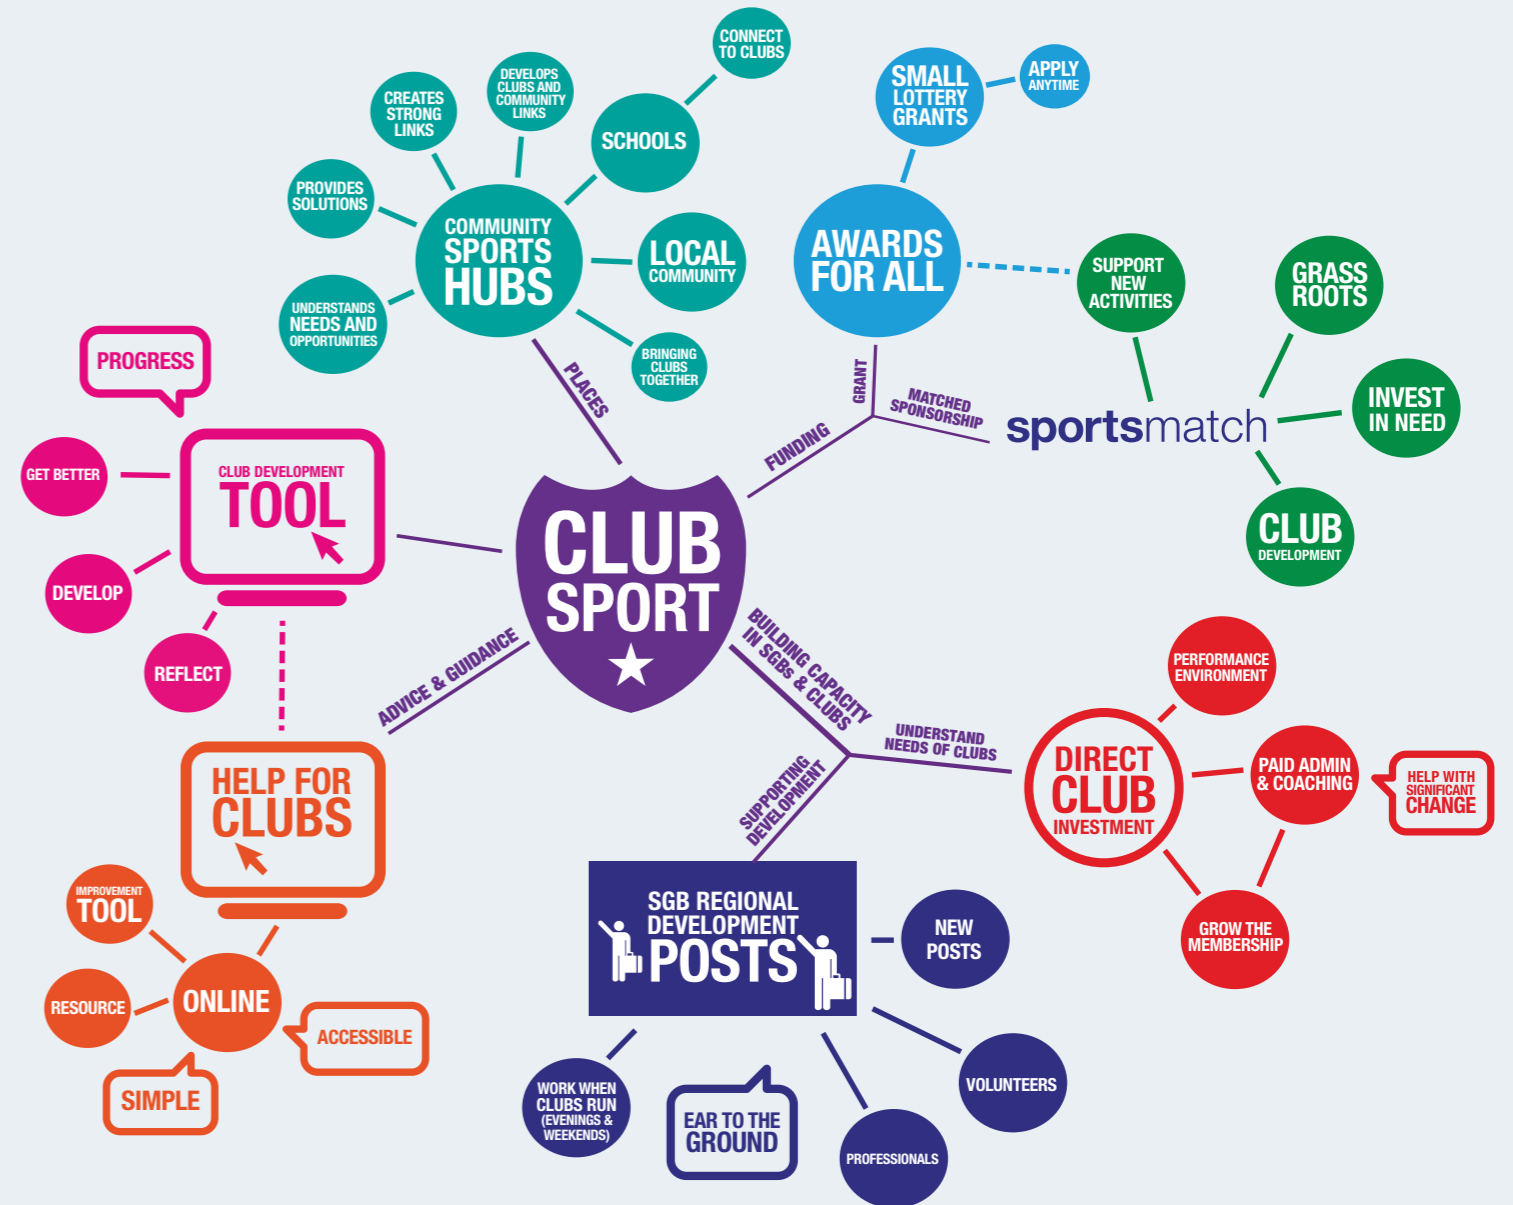 CONNECT
TO CLUBS
DEVELOPS
CLUBS AND
COMMUNITY
LINKS
CREATES
STRONG
LINKS
SCHOOLS
PROVIDES
SOLUTIONS
COMMUNITY
SPORTS
HUBS
LOCAL
COMMUNITY
UNDERSTANDS
NEEDS AND
OPPORTUNITIES
BRINGING
CLUBS
TOGETHER
PLACES
SMALL
LOTTERY
GRANTS
APPLY
ANYTIME
AWARDS
FOR ALL
SUPPORT
NEW
ACTIVITIES
GRASS
ROOTS
INVEST
IN NEED
sportsmatch
CLUB
DEVELOPMENT
GRANT
MATCHED
SPONSORSHIP
FUNDING
PROGRESS
CLUB DEVELOPMENT
TOOL
GET BETTER
DEVELOP
REFLECT
CLUB
SPORT
ADVICE & GUIDANCE
HELP FOR
CLUBS
IMPROVEMENT
TOOL
RESOURCE
ONLINE
ACCESSIBLE
SIMPLE
BUILDING CAPACITY
IN SGBs & CLUBS
UNDERSTAND
NEEDS OF CLUBS
SUPPORTING
DEVELOPMENT
PERFORMANCE
ENVIRONMENT
DIRECT
CLUB
INVESTMENT
PAID ADMIN
& COACHING
HELP WITH
SIGNIFICANT
CHANGE
GROW THE
MEMBERSHIP
SGB REGIONAL
DEVELOPMENT
POSTS
NEW
POSTS
VOLUNTEERS
PROFESSIONALS
EAR TO THE
GROUND
WORK WHEN
CLUBS RUN
(EVENINGS &
WEEKENDS)